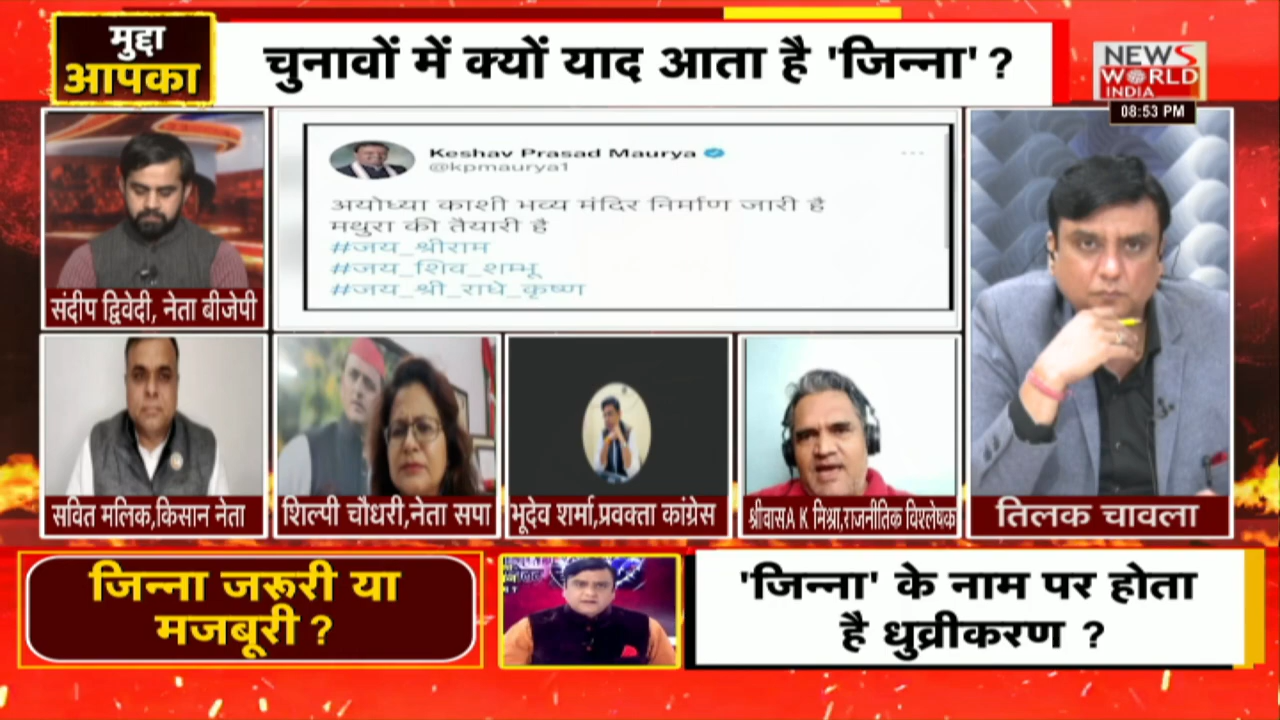 मुद्दा
आपका
चुनावों में क्यों याद आता है 'जिन्ना' ?
NEWS
WORLD
INDIA
08:53 PM
Keshav Prasad Maurya
@kpmaurya1
अयोध्या काशी भव्य मंदिर निर्माण जारी है
मथुरा की तैयारी है
#जय_श्रीराम
#जय_शिव_शम्भू
#जय_श्री_राधे_कृष्ण
संदीप द्विवेदी, नेता बीजेपी
सवित मलिक,किसान नेता
शिल्पी चौधरी,नेता सपा
भूदेव शर्मा,प्रवक्ता कांग्रेस
श्रीवासA K मिश्रा,राजनीतिक विश्लेषक
तिलक चावला
जिन्ना जरूरी या
मजबूरी ?
'जिन्ना' के नाम पर होता
है धुव्रीकरण ?